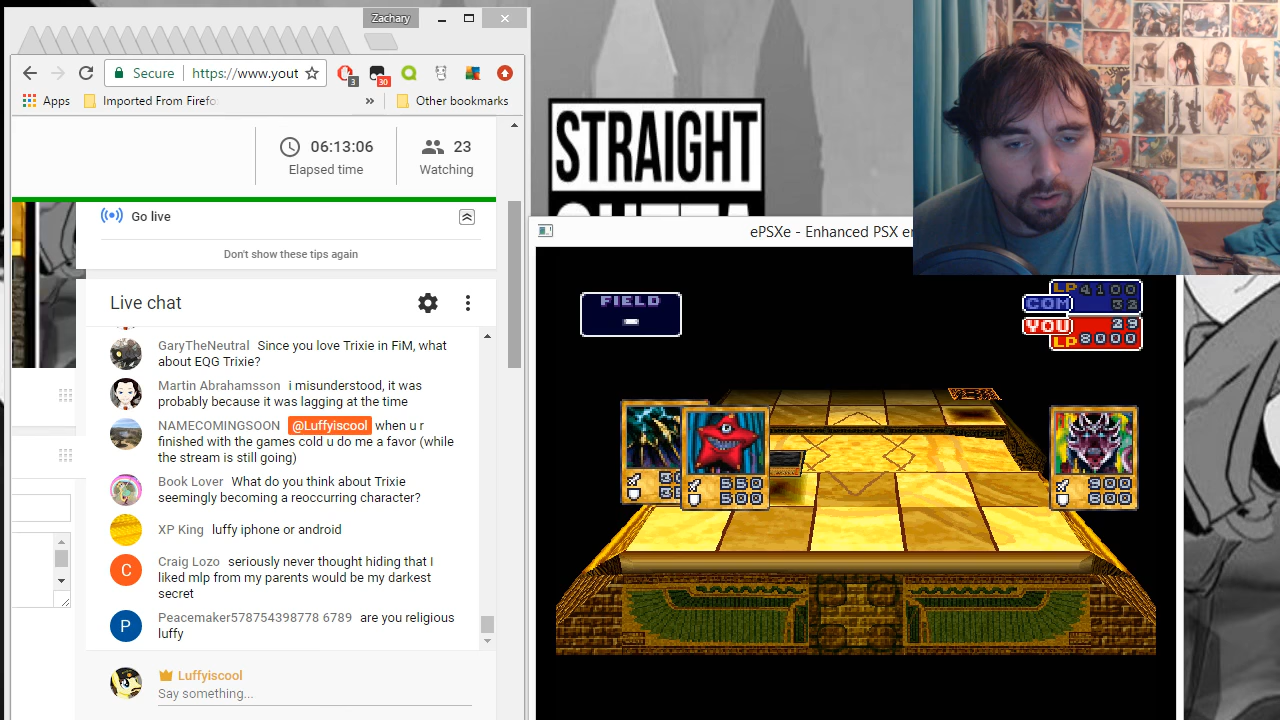 Zachary
Secure
https://www.yout
3
30
Apps
Imported From Firefo
»
Other bookmarks
06:13:06
Elapsed time
23
Watching
Go live
Don't show these tips again
Live chat
GaryTheNeutral Since you love Trixie in FiM, what
about EQG Trixie?
Martin Abrahamsson i misunderstood, it was
probably because it was lagging at the time
NAMECOMINGSOON @Luffyiscool when u r
finished with the games cold u do me a favor (while
the stream is still going)
Book Lover What do you think about Trixie
seemingly becoming a reoccurring character?
XP King luffy iphone or android
C Craig Lozo seriously never thought hiding that I
liked mlp from my parents would be my darkest
secret
P Peacemaker578754398778 6789 are you religious
luffy
Luffyiscool
Say something...
STRAIGHT
ePSXe - Enhanced PSX
FIELD
LP 4100
COM 32
YOU 29
LP 8000
550
500
900
600